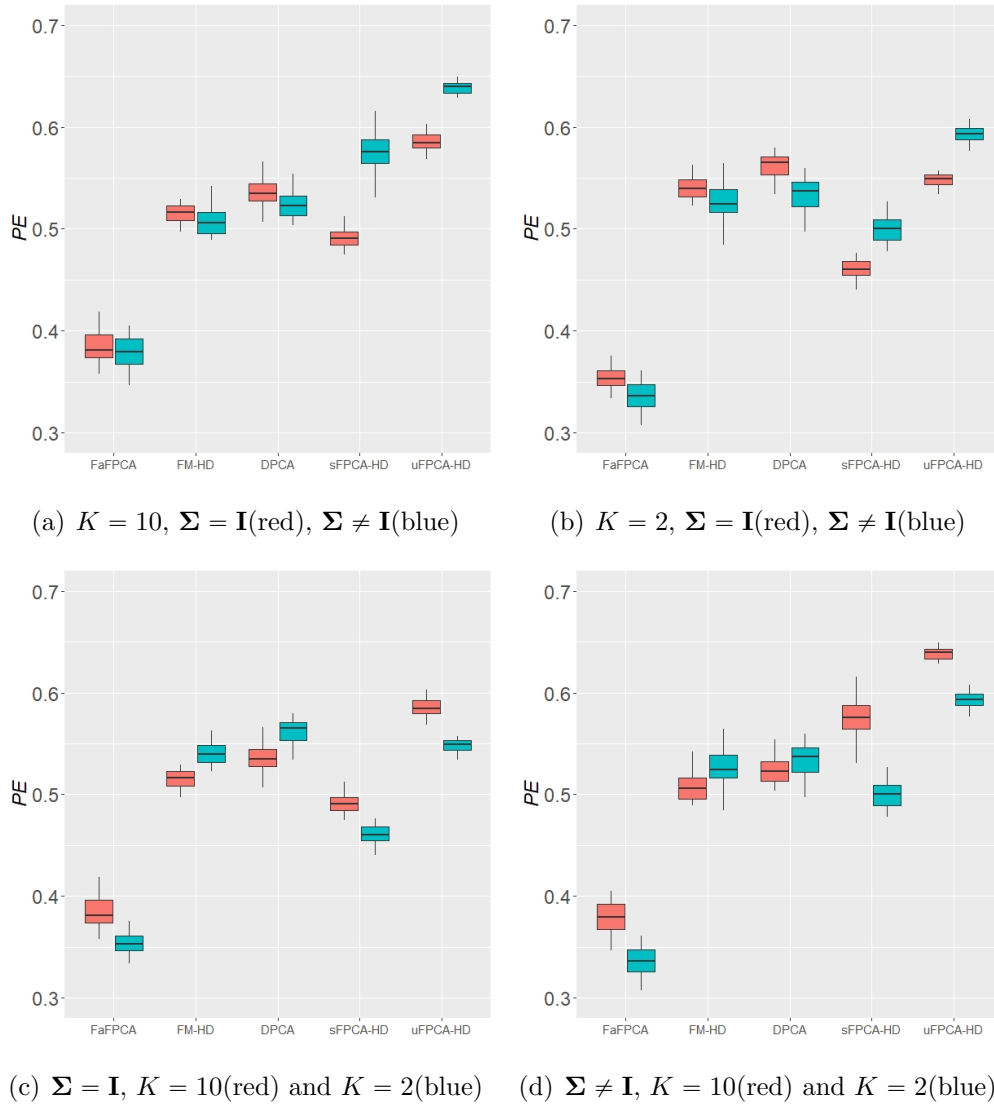 0.7
0.6
0.5
0.4
0.3
PE
FaFPCA FM-HD DPCA sFPCA-HD uFPCA-HD
0.7
0.6
0.5
0.4
0.3
PE
FaFPCA FM-HD DPCA sFPCA-HD uFPCA-HD
(a) K = 10, Σ = I(red), Σ ≠ I(blue)
(b) K = 2, Σ = I(red), Σ ≠ I(blue)
0.7
0.6
0.5
0.4
0.3
PE
FaFPCA FM-HD DPCA sFPCA-HD uFPCA-HD
0.7
0.6
0.5
0.4
0.3
PE
FaFPCA FM-HD DPCA sFPCA-HD uFPCA-HD
(c) Σ = I, K = 10(red) and K = 2(blue)
(d) Σ ≠ I, K = 10(red) and K = 2(blue)